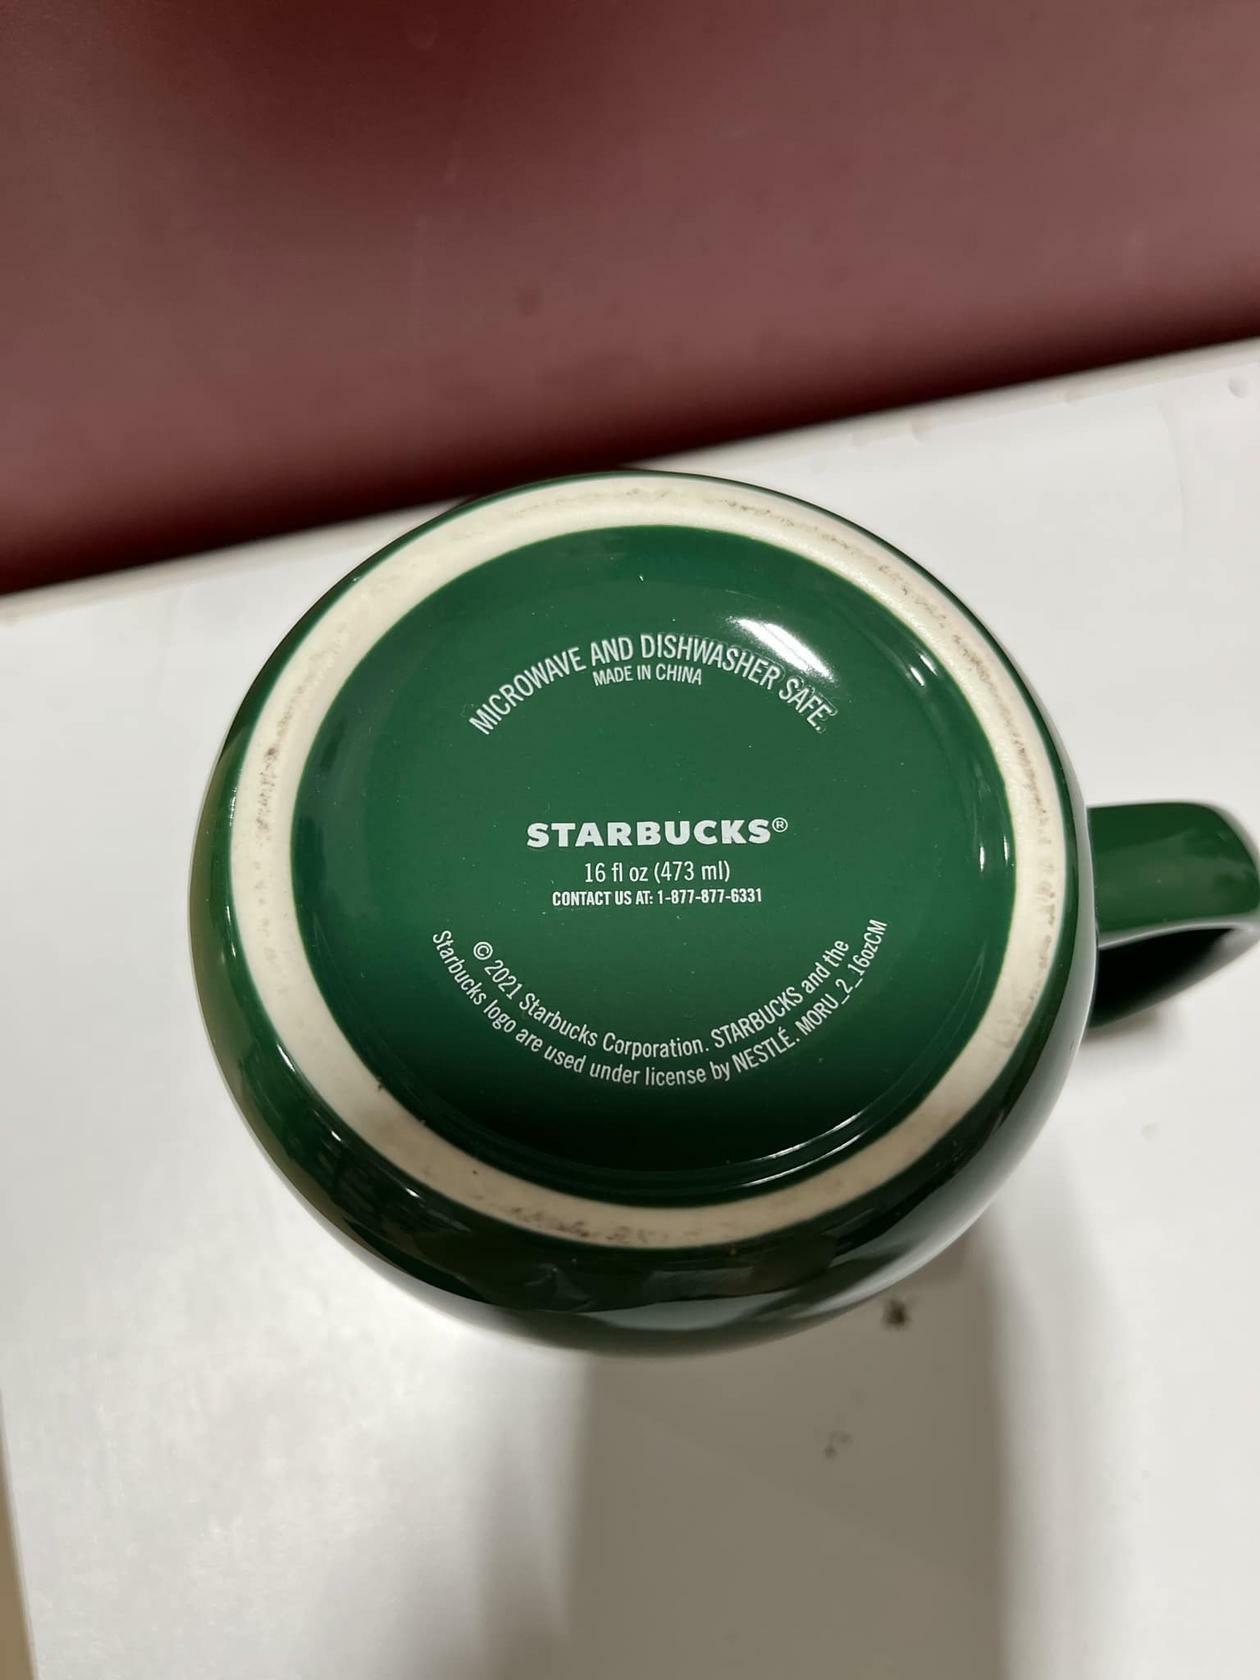 MICROWAVE AND DISHWASHER SAFE.
MADE IN CHINA
STARBUCKS®
16 fl oz (473 ml)
CONTACT US AT: 1-877-877-6331
© 2021 Starbucks Corporation. STARBUCKS and the
Starbucks logo are used under license by NESTLÉ. MORU_2_16ozCM